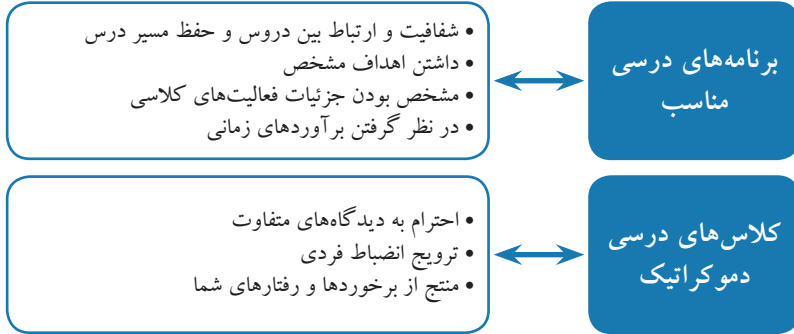 برنامه‌های درسی
مناسب
• شفافیت و ارتباط بین دروس و حفظ مسیر درس
• داشتن اهداف مشخص
• مشخص بودن جزئیات فعالیت‌های کلاسی
• در نظر گرفتن برآوردهای زمانی
کلاس‌های درسی
دموکراتیک
• احترام به دیدگاه‌های متفاوت
• ترویج انضباط فردی
• منتج از برخوردها و رفتارهای شما